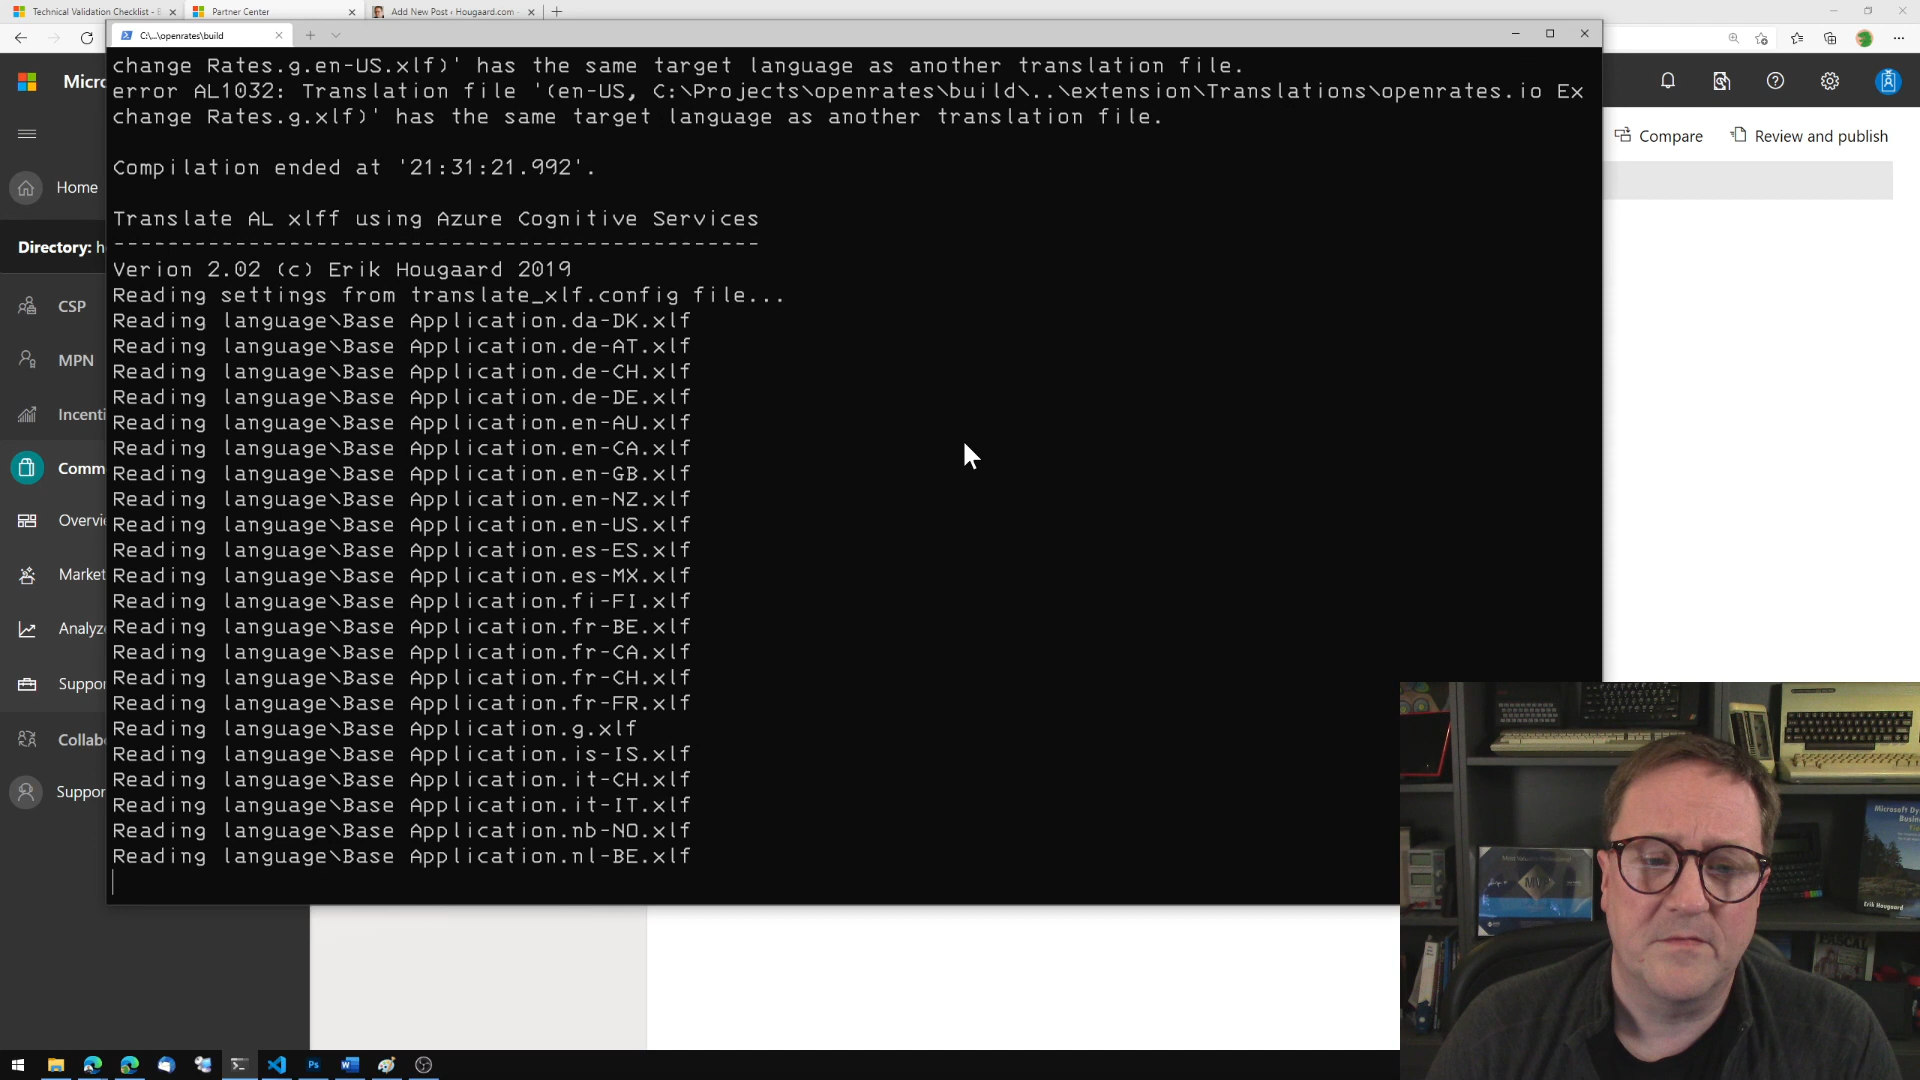 Technical Validation Checklist - B
Partner Center
Add New Post ‹ Hougaard.com
C:\...\openrates\build
Micro
Compare
Review and publish
Home
Directory: h
CSP
MPN
Incenti
Comm
Overvi
Market
Analyze
Suppor
Collab
Suppor
change Rates.g.en-US.xlf)' has the same target language as another translation file.
error AL1032: Translation file '(en-US, C:\Projects\openrates\build\..\extension\Translations\openrates.io Ex
change Rates.g.xlf)' has the same target language as another translation file.
Compilation ended at '21:31:21.992'.
Translate AL xlff using Azure Cognitive Services
------------------------------------------------
Verion 2.02 (c) Erik Hougaard 2019
Reading settings from translate_xlf.config file...
Reading language\Base Application.da-DK.xlf
Reading language\Base Application.de-AT.xlf
Reading language\Base Application.de-CH.xlf
Reading language\Base Application.de-DE.xlf
Reading language\Base Application.en-AU.xlf
Reading language\Base Application.en-CA.xlf
Reading language\Base Application.en-GB.xlf
Reading language\Base Application.en-NZ.xlf
Reading language\Base Application.en-US.xlf
Reading language\Base Application.es-ES.xlf
Reading language\Base Application.es-MX.xlf
Reading language\Base Application.fi-FI.xlf
Reading language\Base Application.fr-BE.xlf
Reading language\Base Application.fr-CA.xlf
Reading language\Base Application.fr-CH.xlf
Reading language\Base Application.fr-FR.xlf
Reading language\Base Application.g.xlf
Reading language\Base Application.is-IS.xlf
Reading language\Base Application.it-CH.xlf
Reading language\Base Application.it-IT.xlf
Reading language\Base Application.nb-NO.xlf
Reading language\Base Application.nl-BE.xlf
Microsoft Dy
Busine
Erik Hougaard
PASCAL
Ps